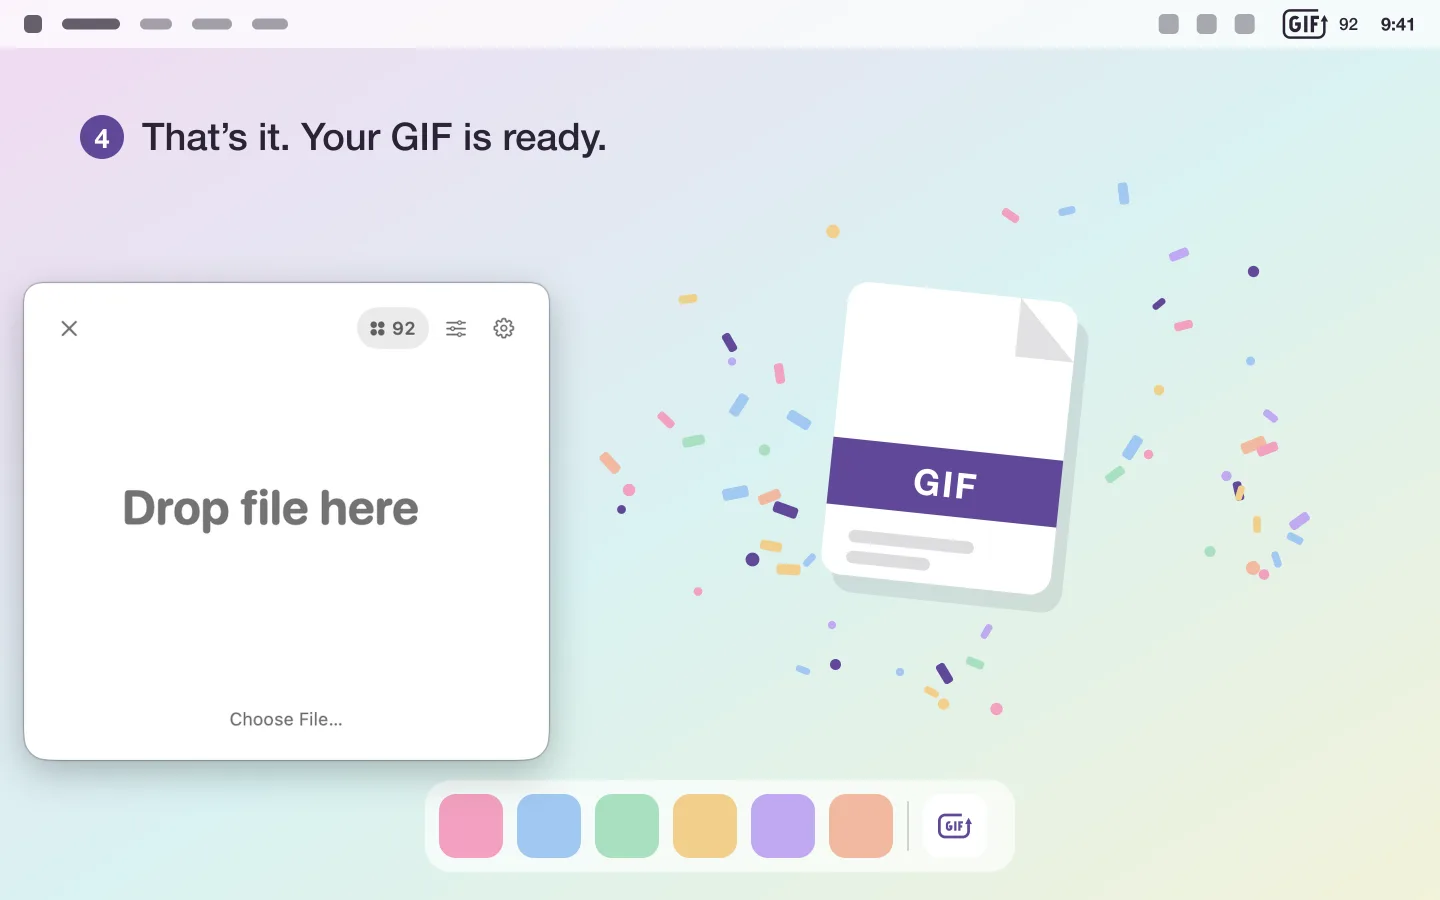 GIF 92 9:41
4 That’s it. Your GIF is ready.
92
Drop file here
Choose File...
GIF
GIF